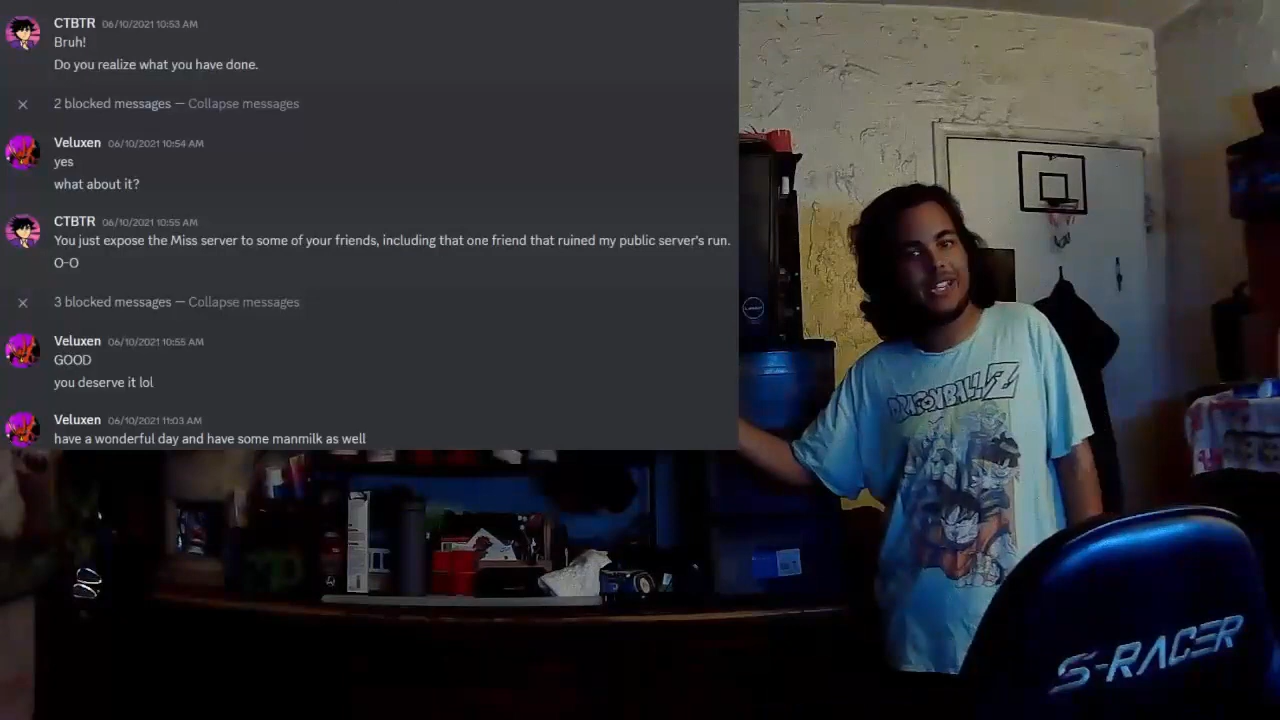 CTBTR 06/10/2021 10:53 AM
Bruh!
Do you realize what you have done.
2 blocked messages — Collapse messages
Veluxen 06/10/2021 10:54 AM
yes
what about it?
CTBTR 06/10/2021 10:55 AM
You just expose the Miss server to some of your friends, including that one friend that ruined my public server's run.
O-O
3 blocked messages — Collapse messages
Veluxen 06/10/2021 10:55 AM
GOOD
you deserve it lol
Veluxen 06/10/2021 11:03 AM
have a wonderful day and have some manmilk as well
DRAGONBALL Z
S-RACER